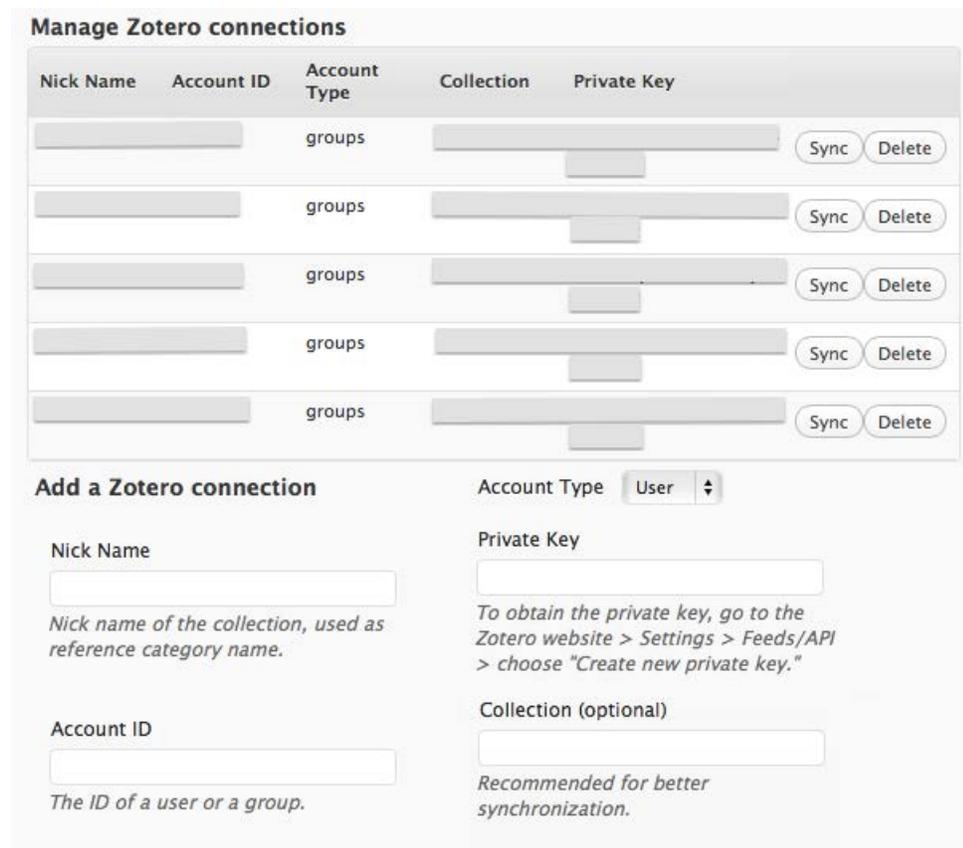 Manage Zotero connections
Nick Name Account ID Account Type Collection Private Key
groups Sync Delete
groups Sync Delete
groups Sync Delete
groups Sync Delete
groups Sync Delete
Add a Zotero connection
Account Type User
Nick Name
Nick name of the collection, used as
reference category name.
Private Key
To obtain the private key, go to the
Zotero website > Settings > Feeds/API
> choose "Create new private key."
Account ID
The ID of a user or a group.
Collection (optional)
Recommended for better
synchronization.